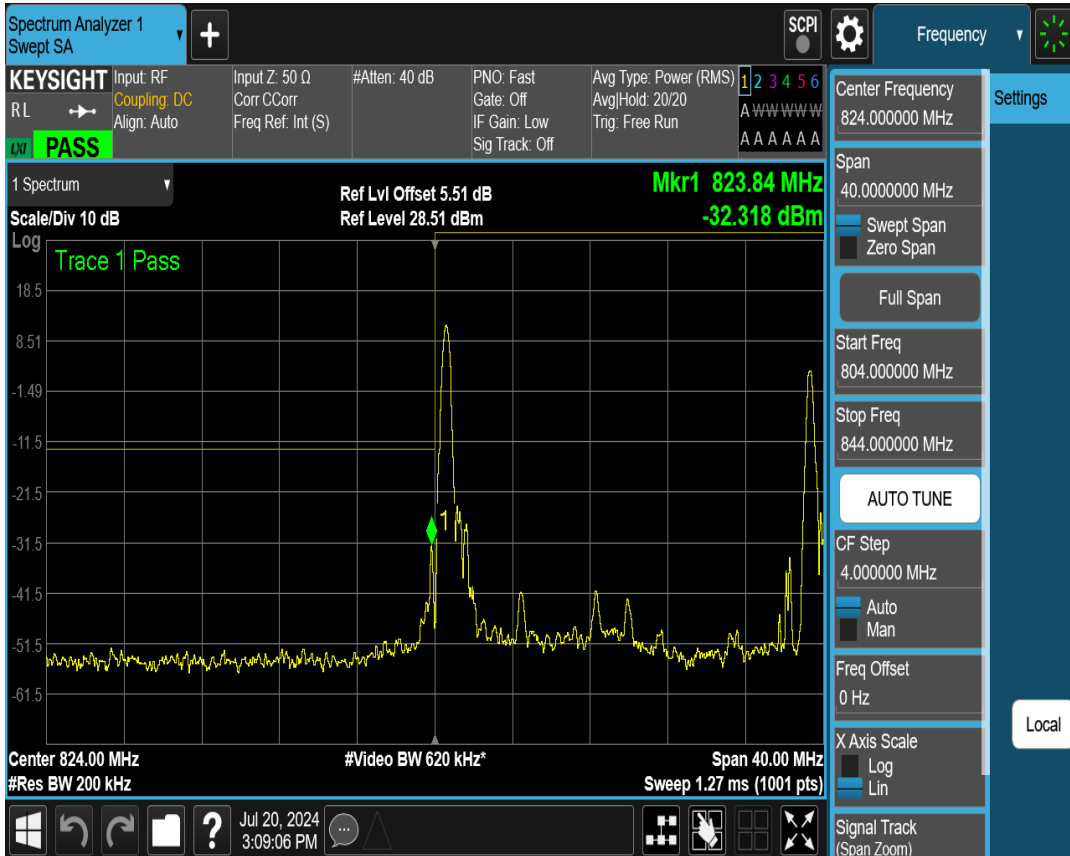 Spectrum Analyzer 1
Swept SA
+
SCPI
Frequency
KEYSIGHT
R L
LXI
PASS
Input: RF
Coupling: DC
Align: Auto
Input Z: 50 Ω
Corr CCorr
Freq Ref: Int (S)
#Atten: 40 dB
PNO: Fast
Gate: Off
IF Gain: Low
Sig Track: Off
Avg Type: Power (RMS)
Avg|Hold: 20/20
Trig: Free Run
1 2 3 4 5 6
A W W W W W
A A A A A A
1 Spectrum
Scale/Div 10 dB
Ref Lvl Offset 5.51 dB
Ref Level 28.51 dBm
Mkr1 823.84 MHz
-32.318 dBm
Log
Trace 1 Pass
18.5
8.51
-1.49
-11.5
-21.5
-31.5
-41.5
-51.5
-61.5
1
Center 824.00 MHz
#Res BW 200 kHz
#Video BW 620 kHz*
Span 40.00 MHz
Sweep 1.27 ms (1001 pts)
Center Frequency
824.000000 MHz
Span
40.0000000 MHz
Swept Span
Zero Span
Full Span
Start Freq
804.000000 MHz
Stop Freq
844.000000 MHz
AUTO TUNE
CF Step
4.000000 MHz
Auto
Man
Freq Offset
0 Hz
X Axis Scale
Log
Lin
Signal Track
(Span Zoom)
Settings
Local
?
Jul 20, 2024
3:09:06 PM